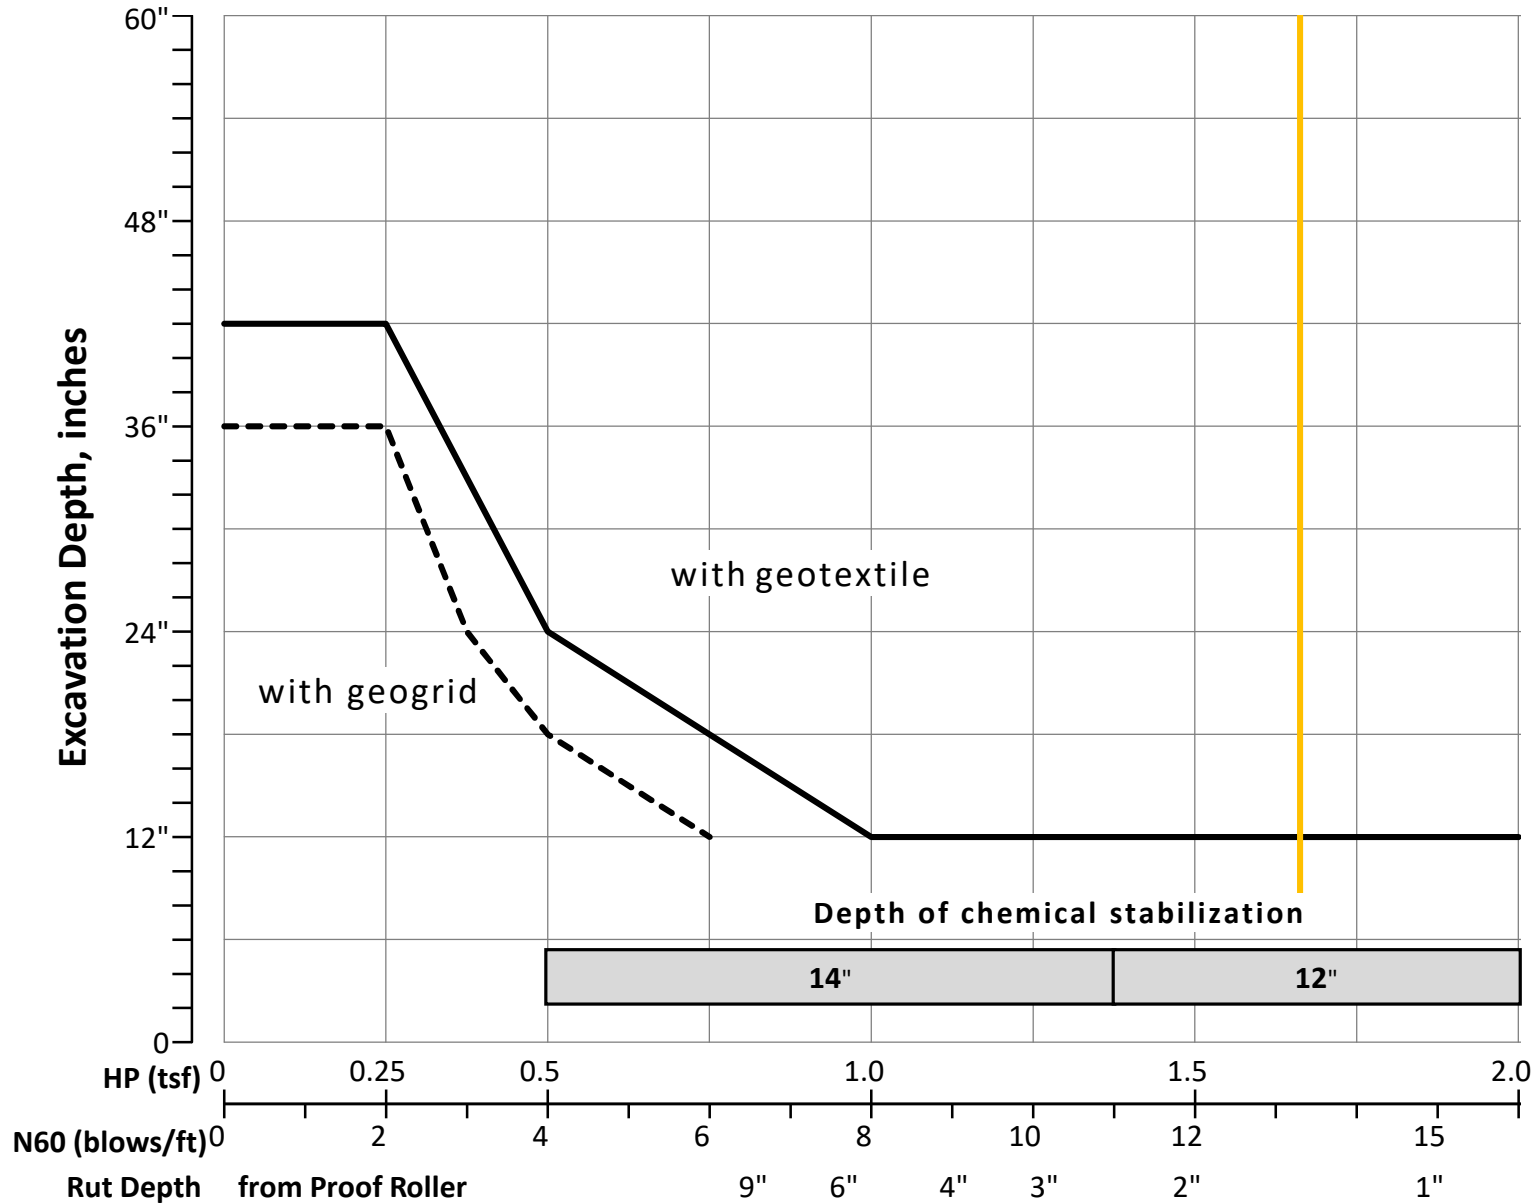 60"
48"
36"
24"
12"
0
Excavation Depth, inches
with geotextile
with geogrid
Depth of chemical stabilization
14" 12"
HP (tsf) 0 0.25 0.5 1.0 1.5 2.0
N60 (blows/ft) 0 2 4 6 8 10 12 15
Rut Depth from Proof Roller 9" 6" 4" 3" 2" 1"